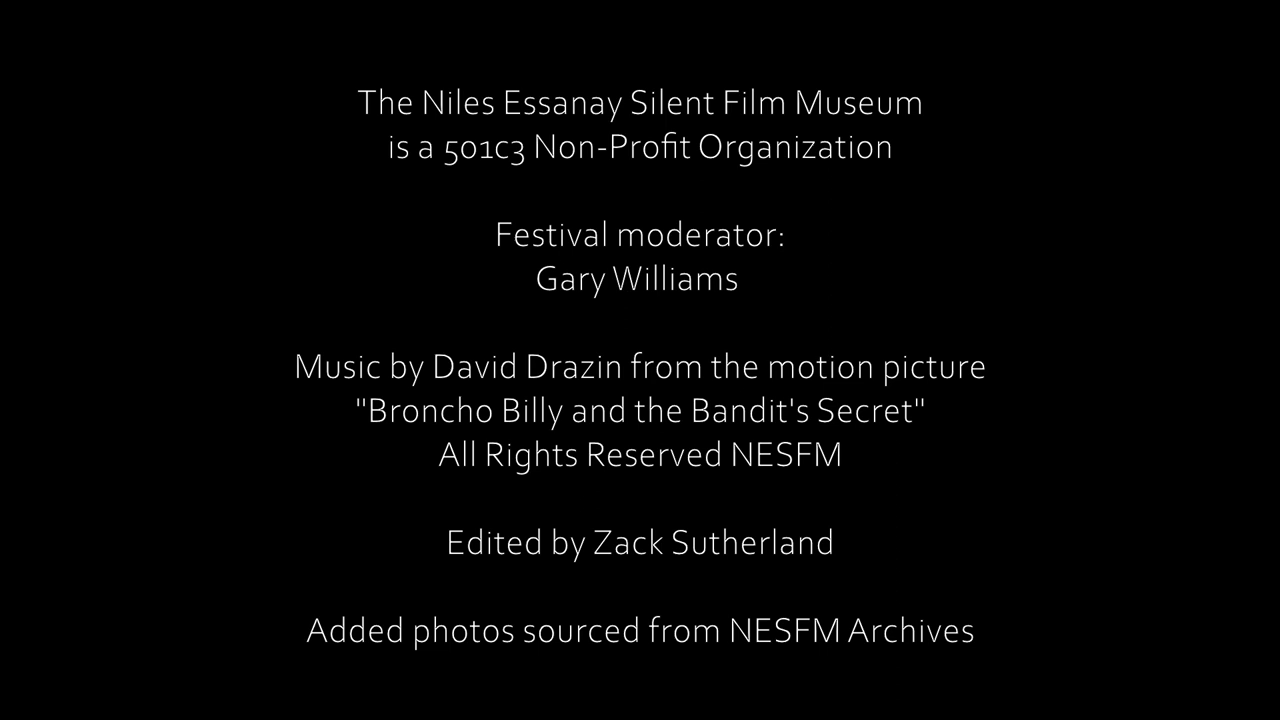 The Niles Essanay Silent Film Museum
is a 501c3 Non-Profit Organization
Festival moderator:
Gary Williams
Music by David Drazin from the motion picture
"Broncho Billy and the Bandit's Secret"
All Rights Reserved NESFM
Edited by Zack Sutherland
Added photos sourced from NESFM Archives